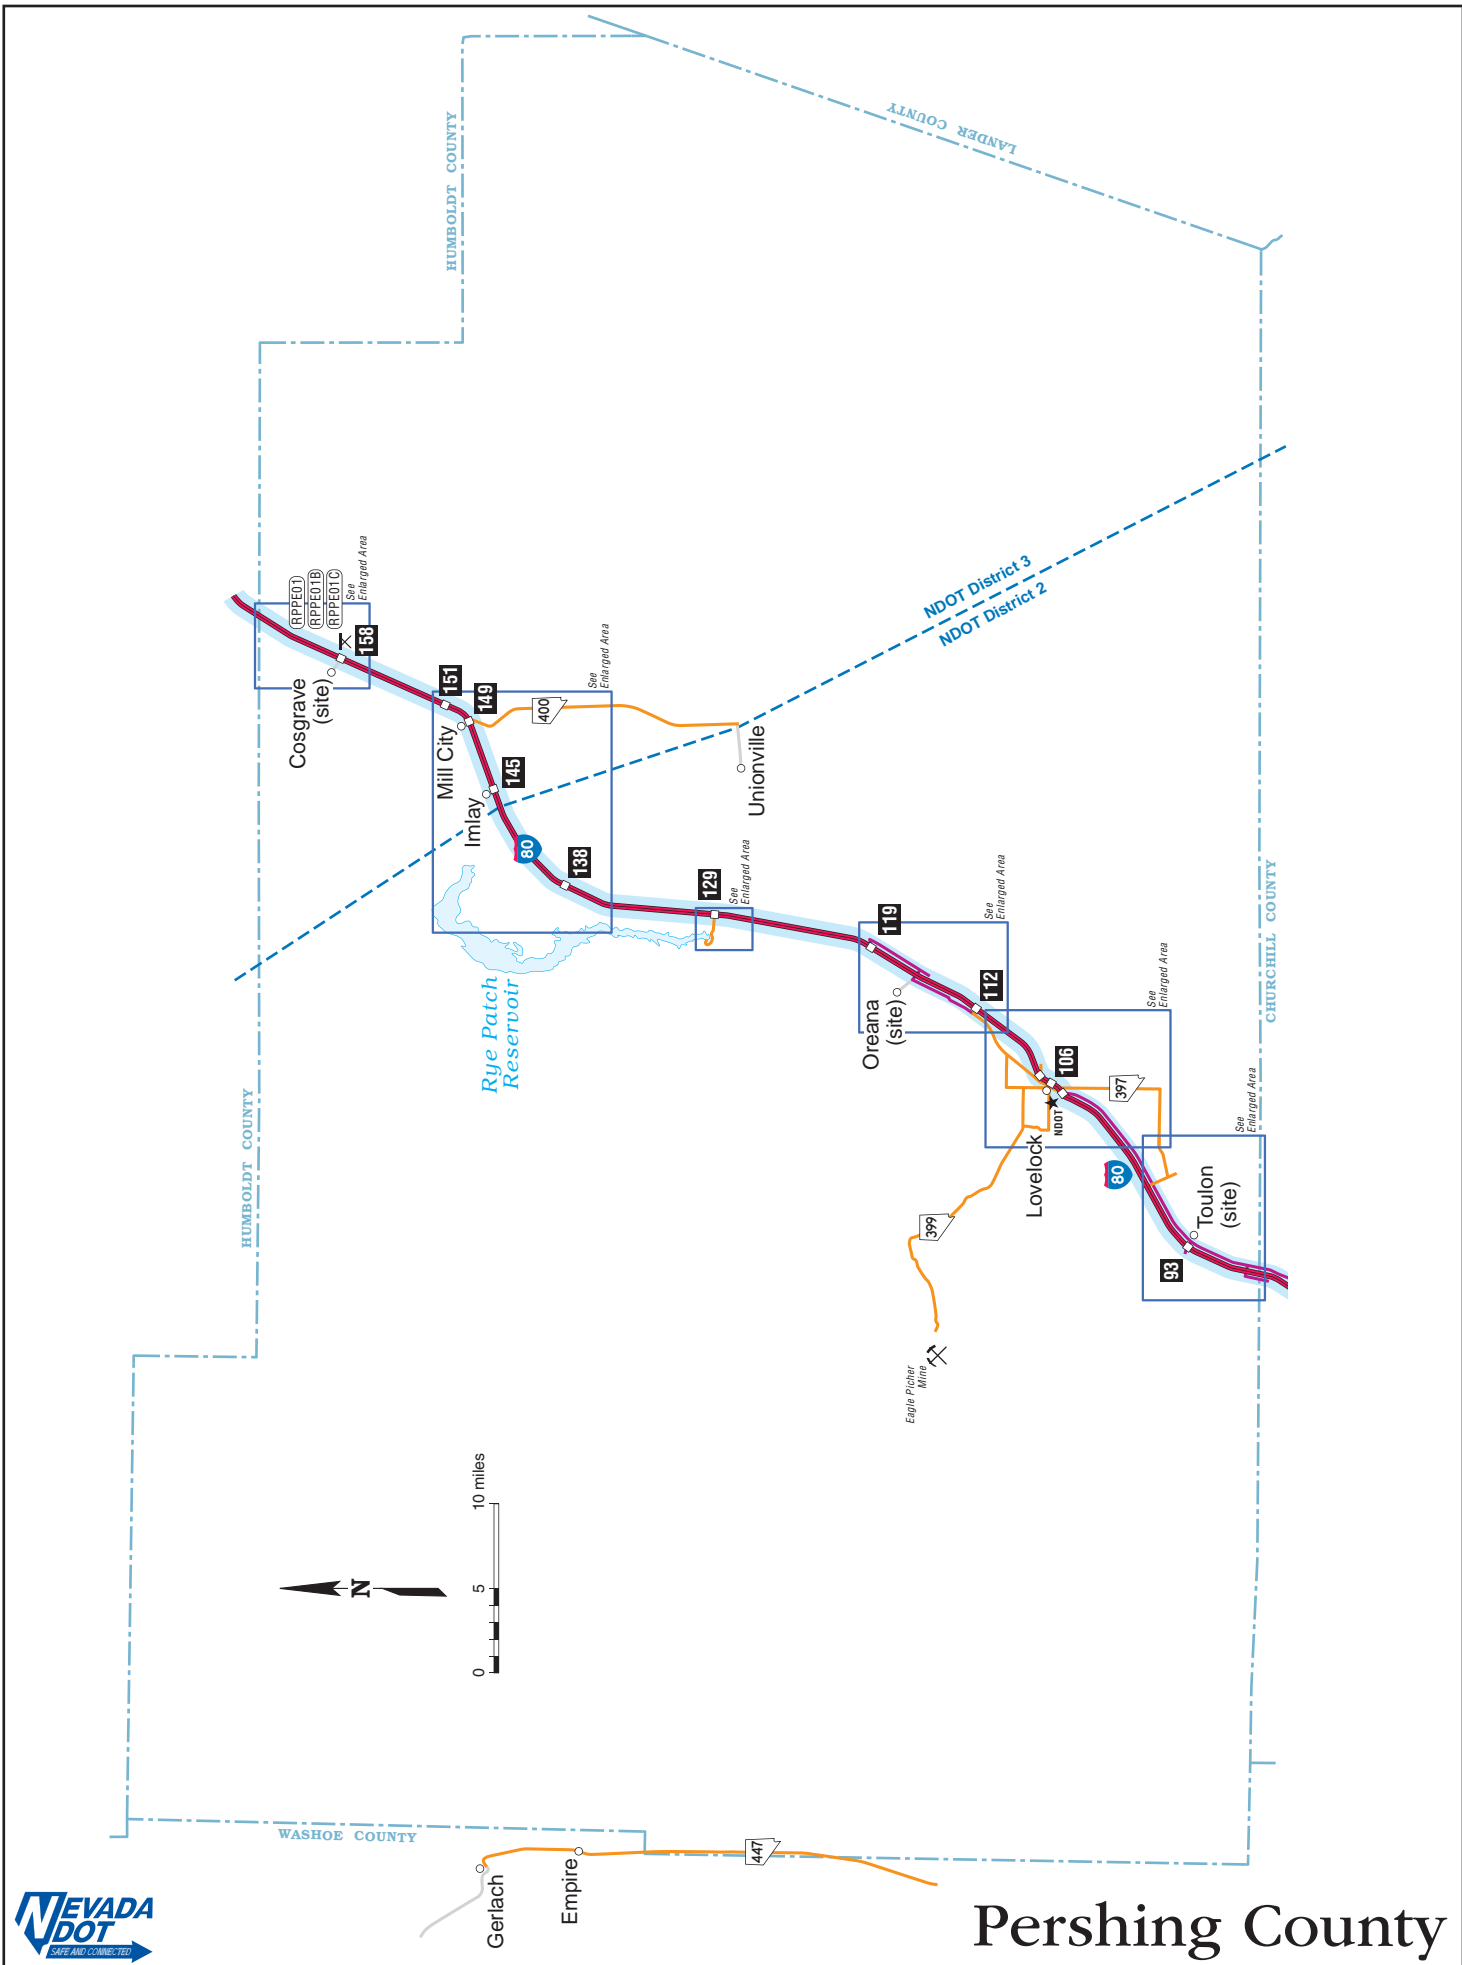 HUMBOLDT COUNTY
LANDER COUNTY
RPPE01
RPPE01B
RPPE01C
See
Enlarged Area
158
Cosgrave
(site)
151
149
Mill City
400
See
Enlarged Area
145
Imlay
80
138
Unionville
NDOT District 3
NDOT District 2
129
See
Enlarged Area
Rye Patch
Reservoir
119
See
Enlarged Area
112
Oreana
(site)
HUMBOLDT COUNTY
CHURCHILL COUNTY
See
Enlarged Area
106
397
NDOT
Lovelock
See
Enlarged Area
80
399
Toulon
(site)
93
Eagle Picher
Mine
N
0 5 10 miles
WASHOE COUNTY
447
Gerlach
Empire
NEVADA
DOT
SAFE AND CONNECTED
Pershing County